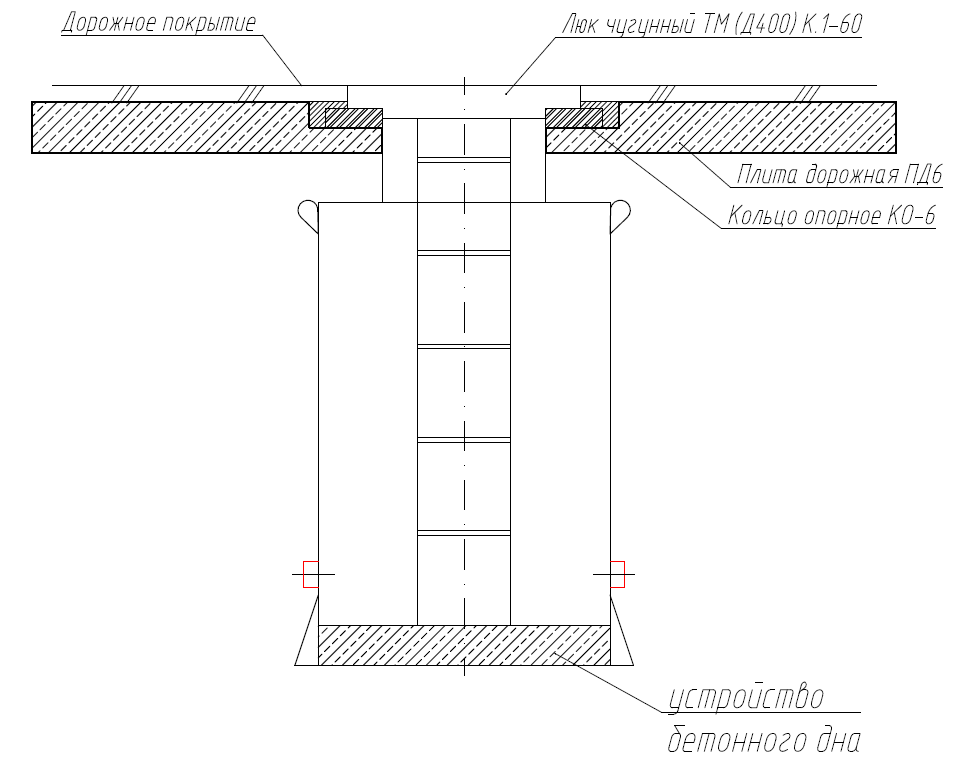 Дорожное покрытие
Люк чугунный ТМ (Д400) К.1-60
Плита дорожная ПД6
Кольцо опорное КО-6
устройство
бетонного дна